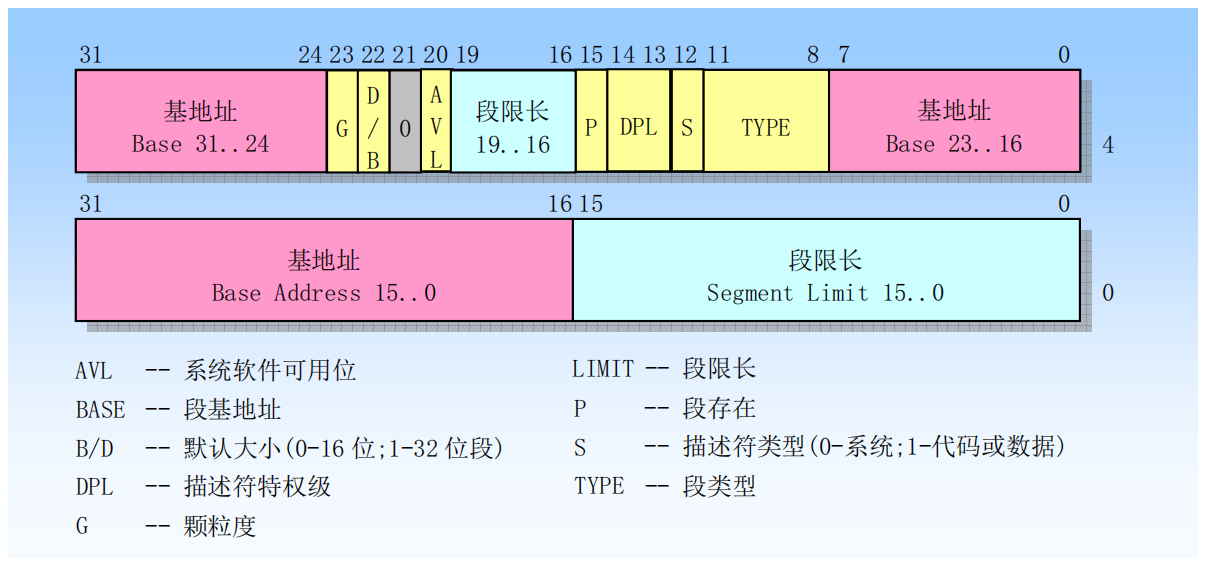 31 24 23 22 21 20 19 16 15 14 13 12 11 8 7 0
基地址 Base 31..24 G D/B 0 AVL 段限长 19..16 P DPL S TYPE 基地址 Base 23..16 4
31 16 15 0
基地址 段限长
Base Address 15..0 Segment Limit 15..0 0
AVL -- 系统软件可用位 LIMIT -- 段限长
BASE -- 段基地址 P -- 段存在
B/D -- 默认大小(0-16位;1-32位段) S -- 描述符类型(0-系统;1-代码或数据)
DPL -- 描述符特权级 TYPE -- 段类型
G -- 颗粒度